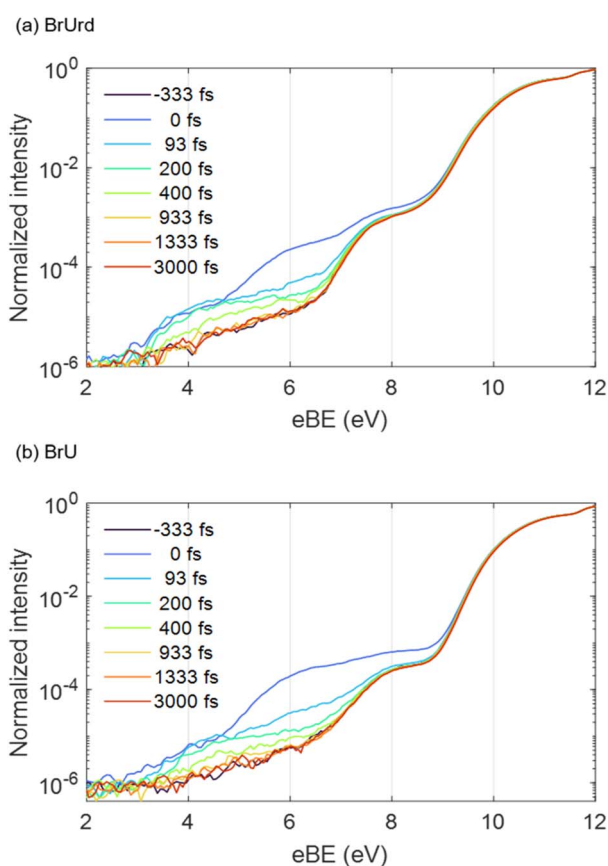 (a) BrUrd
10^0
10^-2
10^-4
10^-6
Normalized intensity
-333 fs
0 fs
93 fs
200 fs
400 fs
933 fs
1333 fs
3000 fs
2 4 6 8 10 12
eBE (eV)
(b) BrU
10^0
10^-2
10^-4
10^-6
Normalized intensity
-333 fs
0 fs
93 fs
200 fs
400 fs
933 fs
1333 fs
3000 fs
2 4 6 8 10 12
eBE (eV)